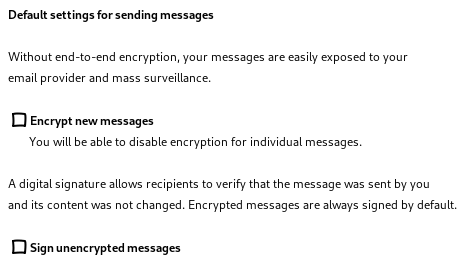 Default settings for sending messages
Without end-to-end encryption, your messages are easily exposed to your
email provider and mass surveillance.
Encrypt new messages
You will be able to disable encryption for individual messages.
A digital signature allows recipients to verify that the message was sent by you
and its content was not changed. Encrypted messages are always signed by default.
Sign unencrypted messages